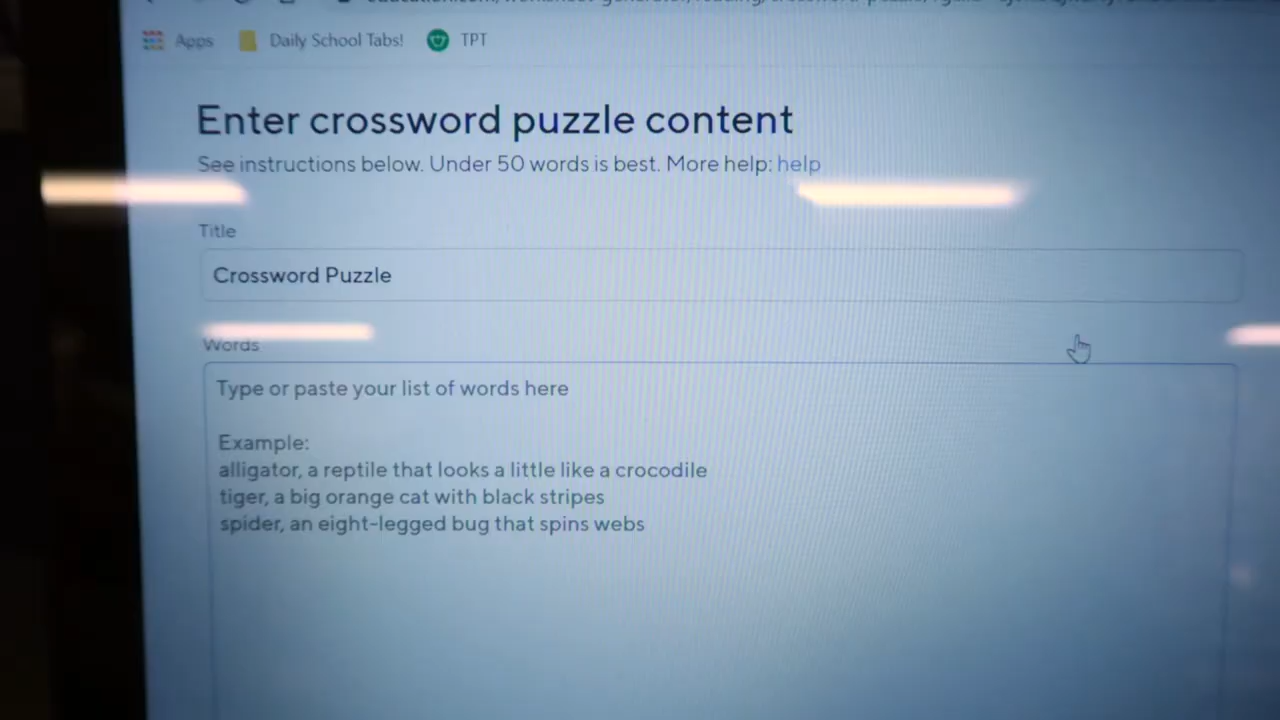 Apps Daily School Tabs! TPT
Enter crossword puzzle content
See instructions below. Under 50 words is best. More help: help
Title
Crossword Puzzle
Words
Type or paste your list of words here
Example:
alligator, a reptile that looks a little like a crocodile
tiger, a big orange cat with black stripes
spider, an eight-legged bug that spins webs